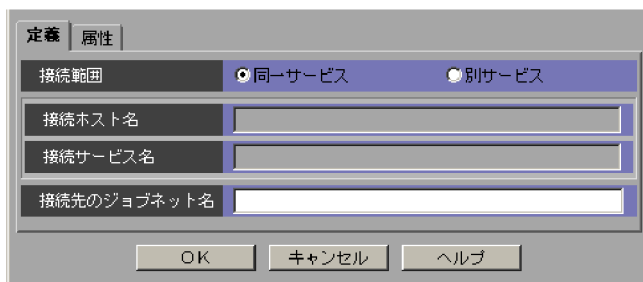 定義 属性
接続範囲 同一サービス 別サービス
接続ホスト名
接続サービス名
接続先のジョブネット名
OK キャンセル ヘルプ